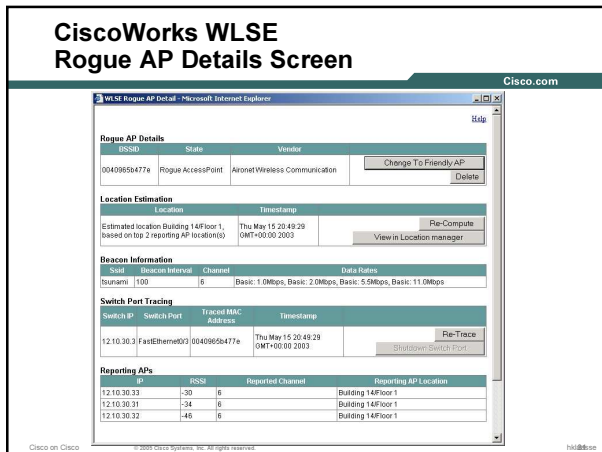 CiscoWorks WLSE
Rogue AP Details Screen
Cisco.com
WLSE Rogue AP Detail - Microsoft Internet Explorer
Help
Rogue AP Details
BSSID State Vendor
0040965b477e Rogue AccessPoint Aironet Wireless Communication
Change To Friendly AP
Delete
Location Estimation
Location Timestamp
Estimated location Building 14/Floor 1,
based on top 2 reporting AP location(s)
Thu May 15 20:49:29
GMT+00:00 2003
Re-Compute
View in Location manager
Beacon Information
Ssid Beacon Interval Channel Data Rates
tsunami 100 6 Basic: 1.0Mbps, Basic: 2.0Mbps, Basic: 5.5Mbps, Basic: 11.0Mbps
Switch Port Tracing
Switch IP Switch Port Traced MAC
Address Timestamp
12.10.30.3 FastEthernet0/3 0040965b477e
Thu May 15 20:49:29
GMT+00:00 2003
Re-Trace
Shutdown Switch Port
Reporting APs
IP RSSI Reported Channel Reporting AP Location
12.10.30.33 -30 6 Building 14/Floor 1
12.10.30.31 -34 6 Building 14/Floor 1
12.10.30.32 -46 6 Building 14/Floor 1
Cisco on Cisco © 2005 Cisco Systems, Inc. All rights reserved.